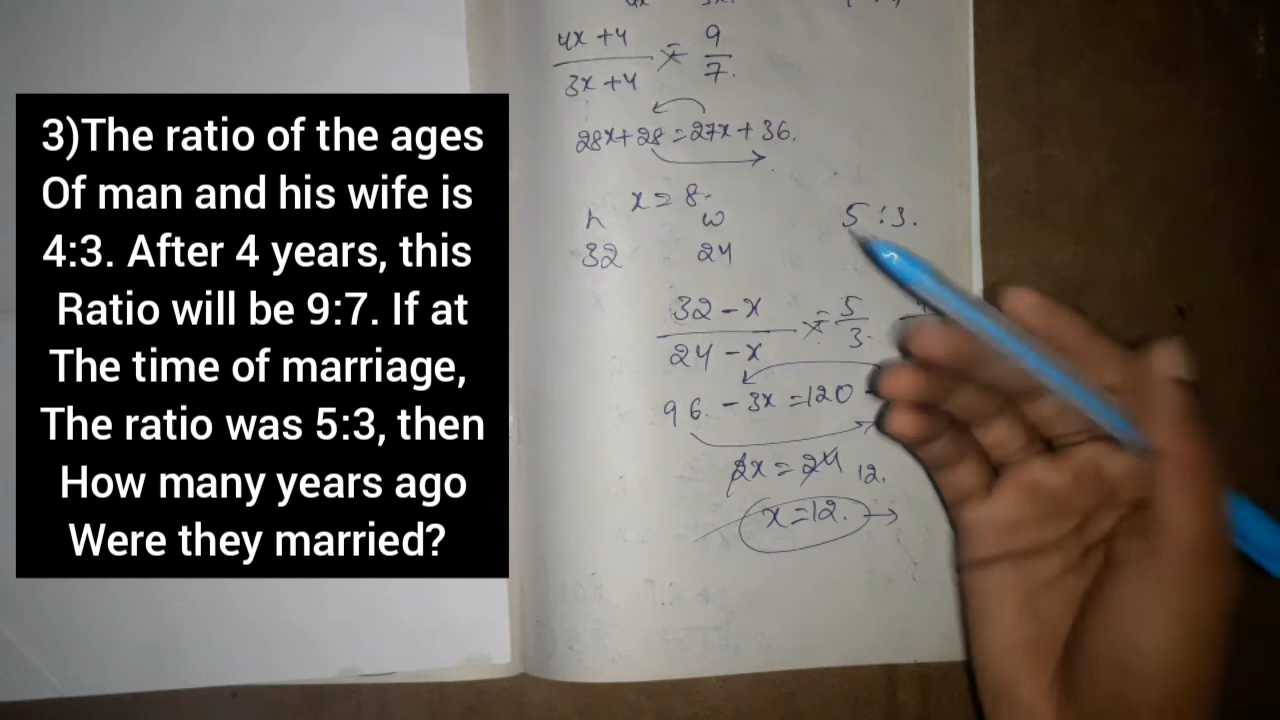 3)The ratio of the ages
Of man and his wife is
4:3. After 4 years, this
Ratio will be 9:7. If at
The time of marriage,
The ratio was 5:3, then
How many years ago
Were they married?
4x+4 = 9
3x+4 7.
28x+28=27x+36.
x=8.
h w
32 24
5:3.
32-x = 5
24-x 3.
96.-3x=120
2x=24 12.
x=12.